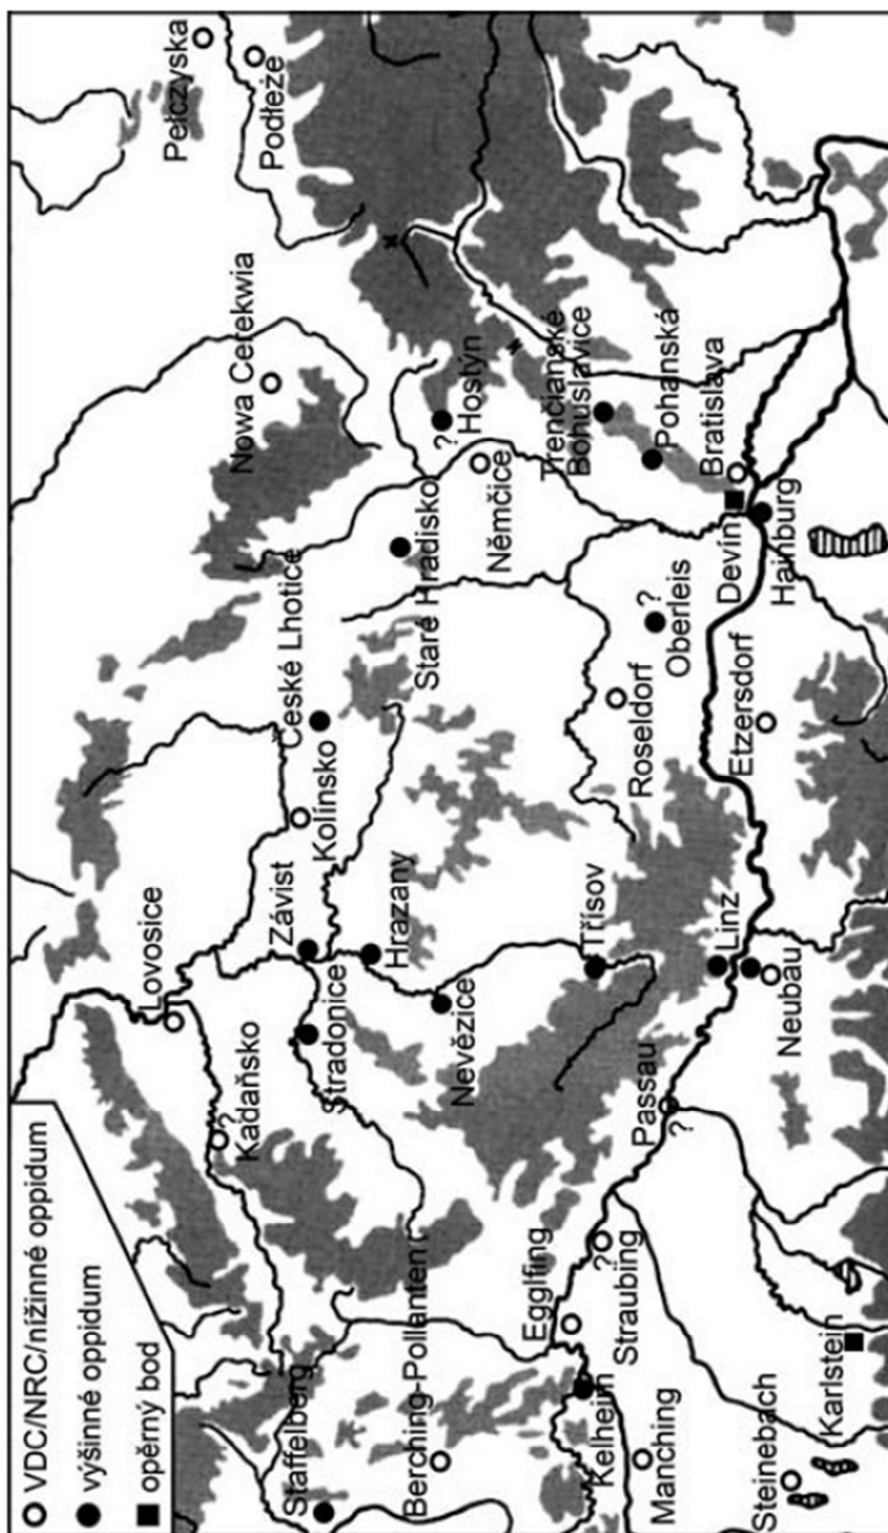 VDC/NRC/nížinné oppidum
výšinné oppidum
opěrný bod
Pełczyska
Podłeże
Nowa Cerekwia
Lovosice
?
Kadaňsko
Závist
Stradonice
Kolínsko
České Lhotice
Hrazany
Nevězice
Staré Hradisko
?
Hostýn
Němčice
Trenčianské
Bohuslavice
Pohanská
Bratislava
Devín
Hainburg
?
Oberleis
Roseldorf
Etzersdorf
Třísov
Linz
Neubau
Passau
?
Staffelberg
Berching-Pollanten
Egglfing
?
Straubing
Kelheim
Manching
Steinebach
Karlstein